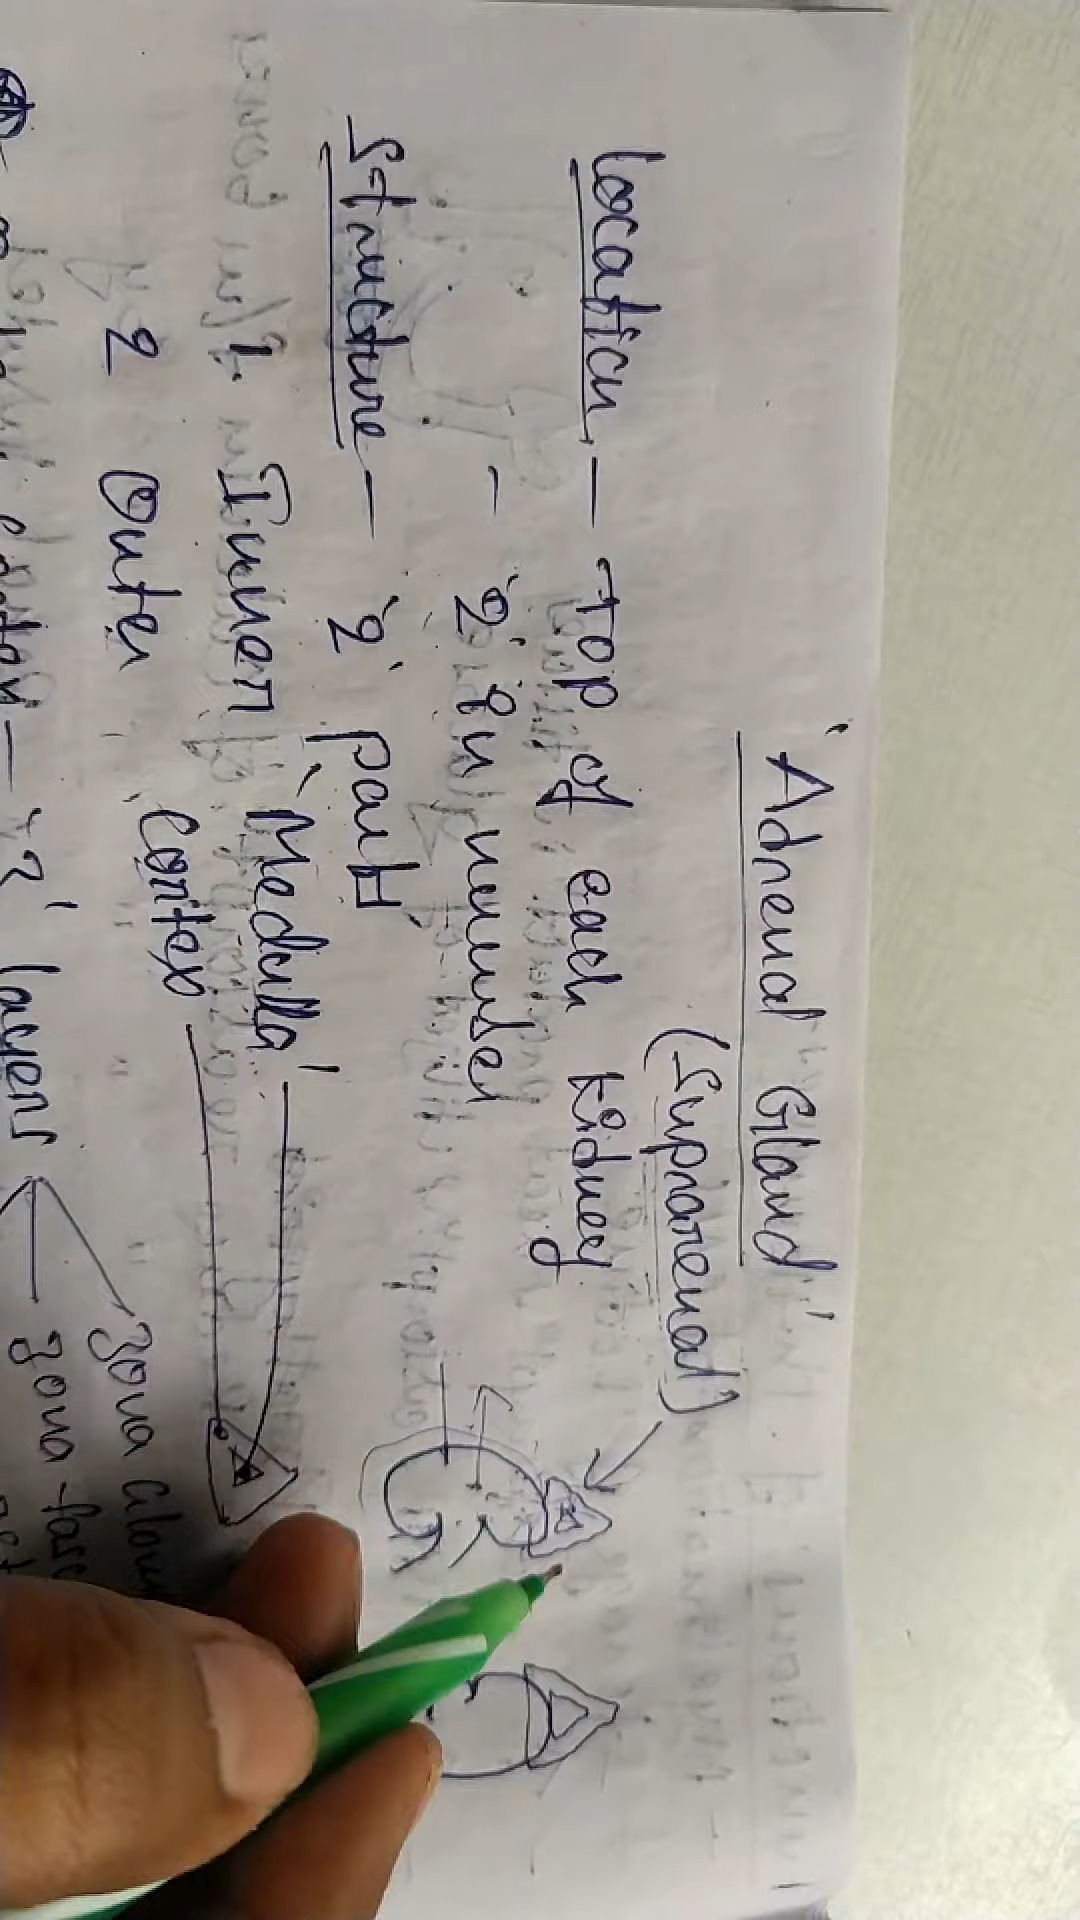 'Adrenal Gland'
(Suprarenal)
Location — Top of each kidney
— '2' in number
Structure — '2' part
1. Inner 'Medulla'
2 Outer Cortex
layers
zona
zona